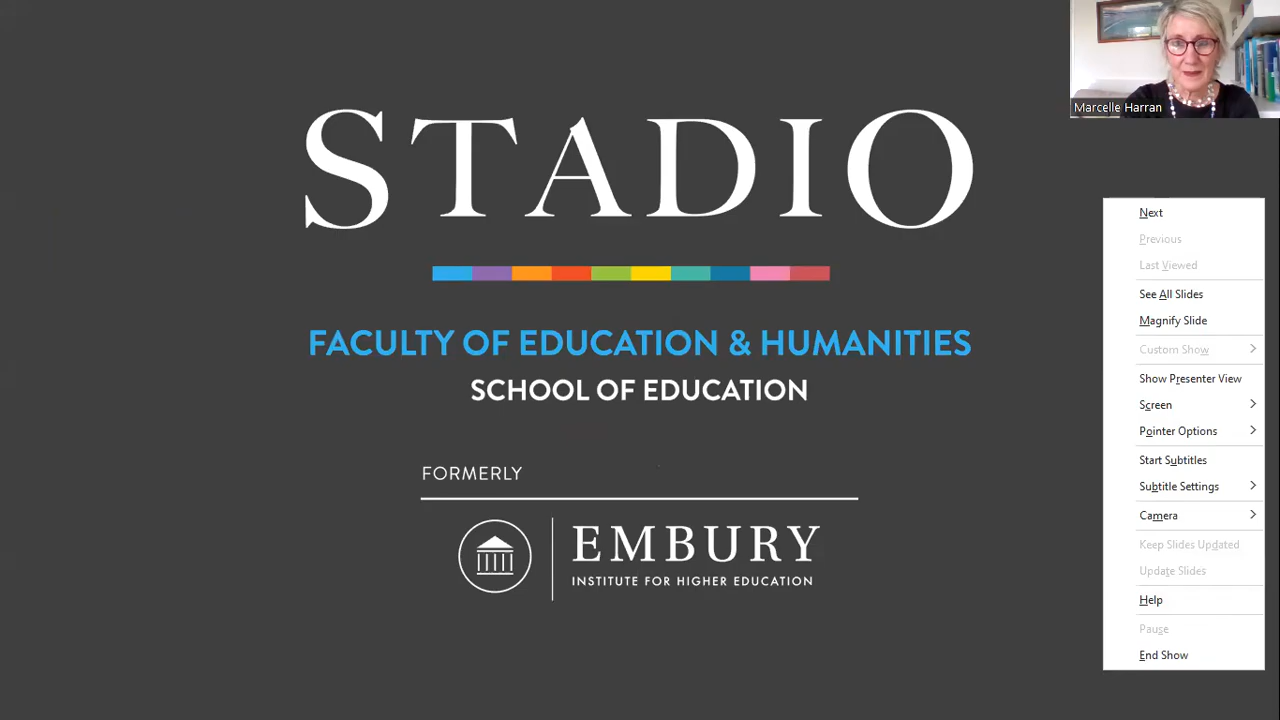 STADIO
FACULTY OF EDUCATION & HUMANITIES
SCHOOL OF EDUCATION
FORMERLY
EMBURY
INSTITUTE FOR HIGHER EDUCATION
Marcelle Harran
Next
Previous
Last Viewed
See All Slides
Magnify Slide
Custom Show
Show Presenter View
Screen
Pointer Options
Start Subtitles
Subtitle Settings
Camera
Keep Slides Updated
Update Slides
Help
Pause
End Show